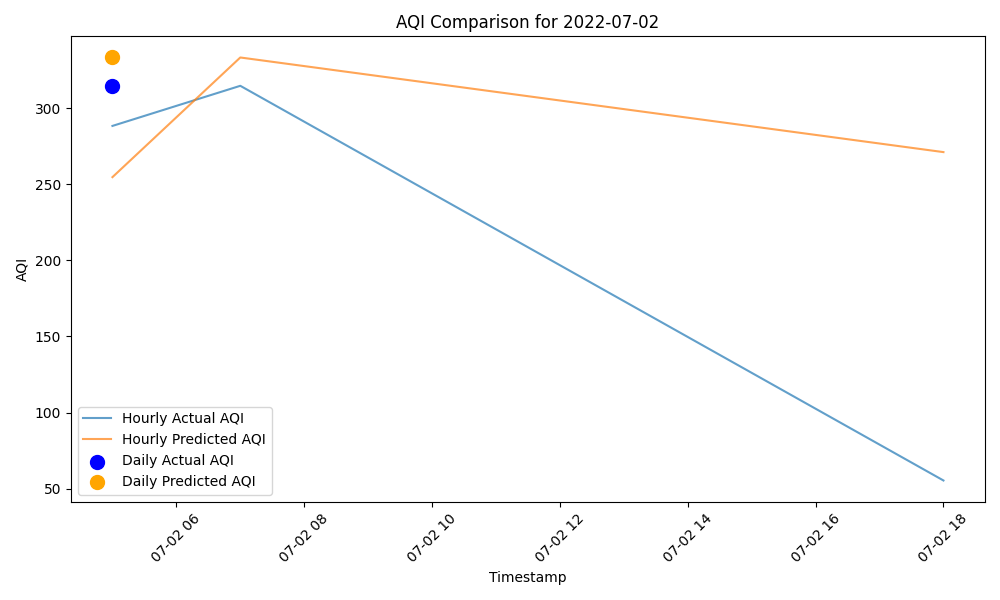 AQI Comparison for 2022-07-02
AQI
300
250
200
150
100
50
Hourly Actual AQI
Hourly Predicted AQI
Daily Actual AQI
Daily Predicted AQI
07-02 06
07-02 08
07-02 10
07-02 12
07-02 14
07-02 16
07-02 18
Timestamp